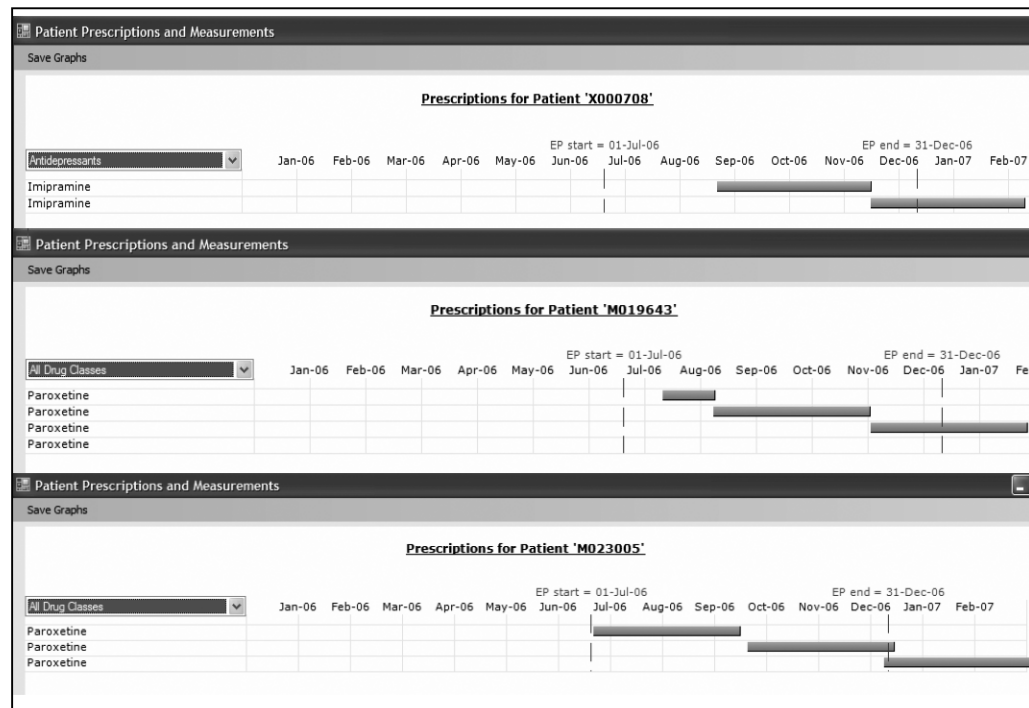 Patient Prescriptions and Measurements
Save Graphs
Prescriptions for Patient 'X000708'
EP start = 01-Jul-06 EP end = 31-Dec-06
Antidepressants Jan-06 Feb-06 Mar-06 Apr-06 May-06 Jun-06 Jul-06 Aug-06 Sep-06 Oct-06 Nov-06 Dec-06 Jan-07 Feb-07
Imipramine
Imipramine
Patient Prescriptions and Measurements
Save Graphs
Prescriptions for Patient 'M019643'
EP start = 01-Jul-06 EP end = 31-Dec-06
All Drug Classes Jan-06 Feb-06 Mar-06 Apr-06 May-06 Jun-06 Jul-06 Aug-06 Sep-06 Oct-06 Nov-06 Dec-06 Jan-07 Fe
Paroxetine
Paroxetine
Paroxetine
Paroxetine
Patient Prescriptions and Measurements
Save Graphs
Prescriptions for Patient 'M023005'
EP start = 01-Jul-06 EP end = 31-Dec-06
All Drug Classes Jan-06 Feb-06 Mar-06 Apr-06 May-06 Jun-06 Jul-06 Aug-06 Sep-06 Oct-06 Nov-06 Dec-06 Jan-07 Feb-07
Paroxetine
Paroxetine
Paroxetine